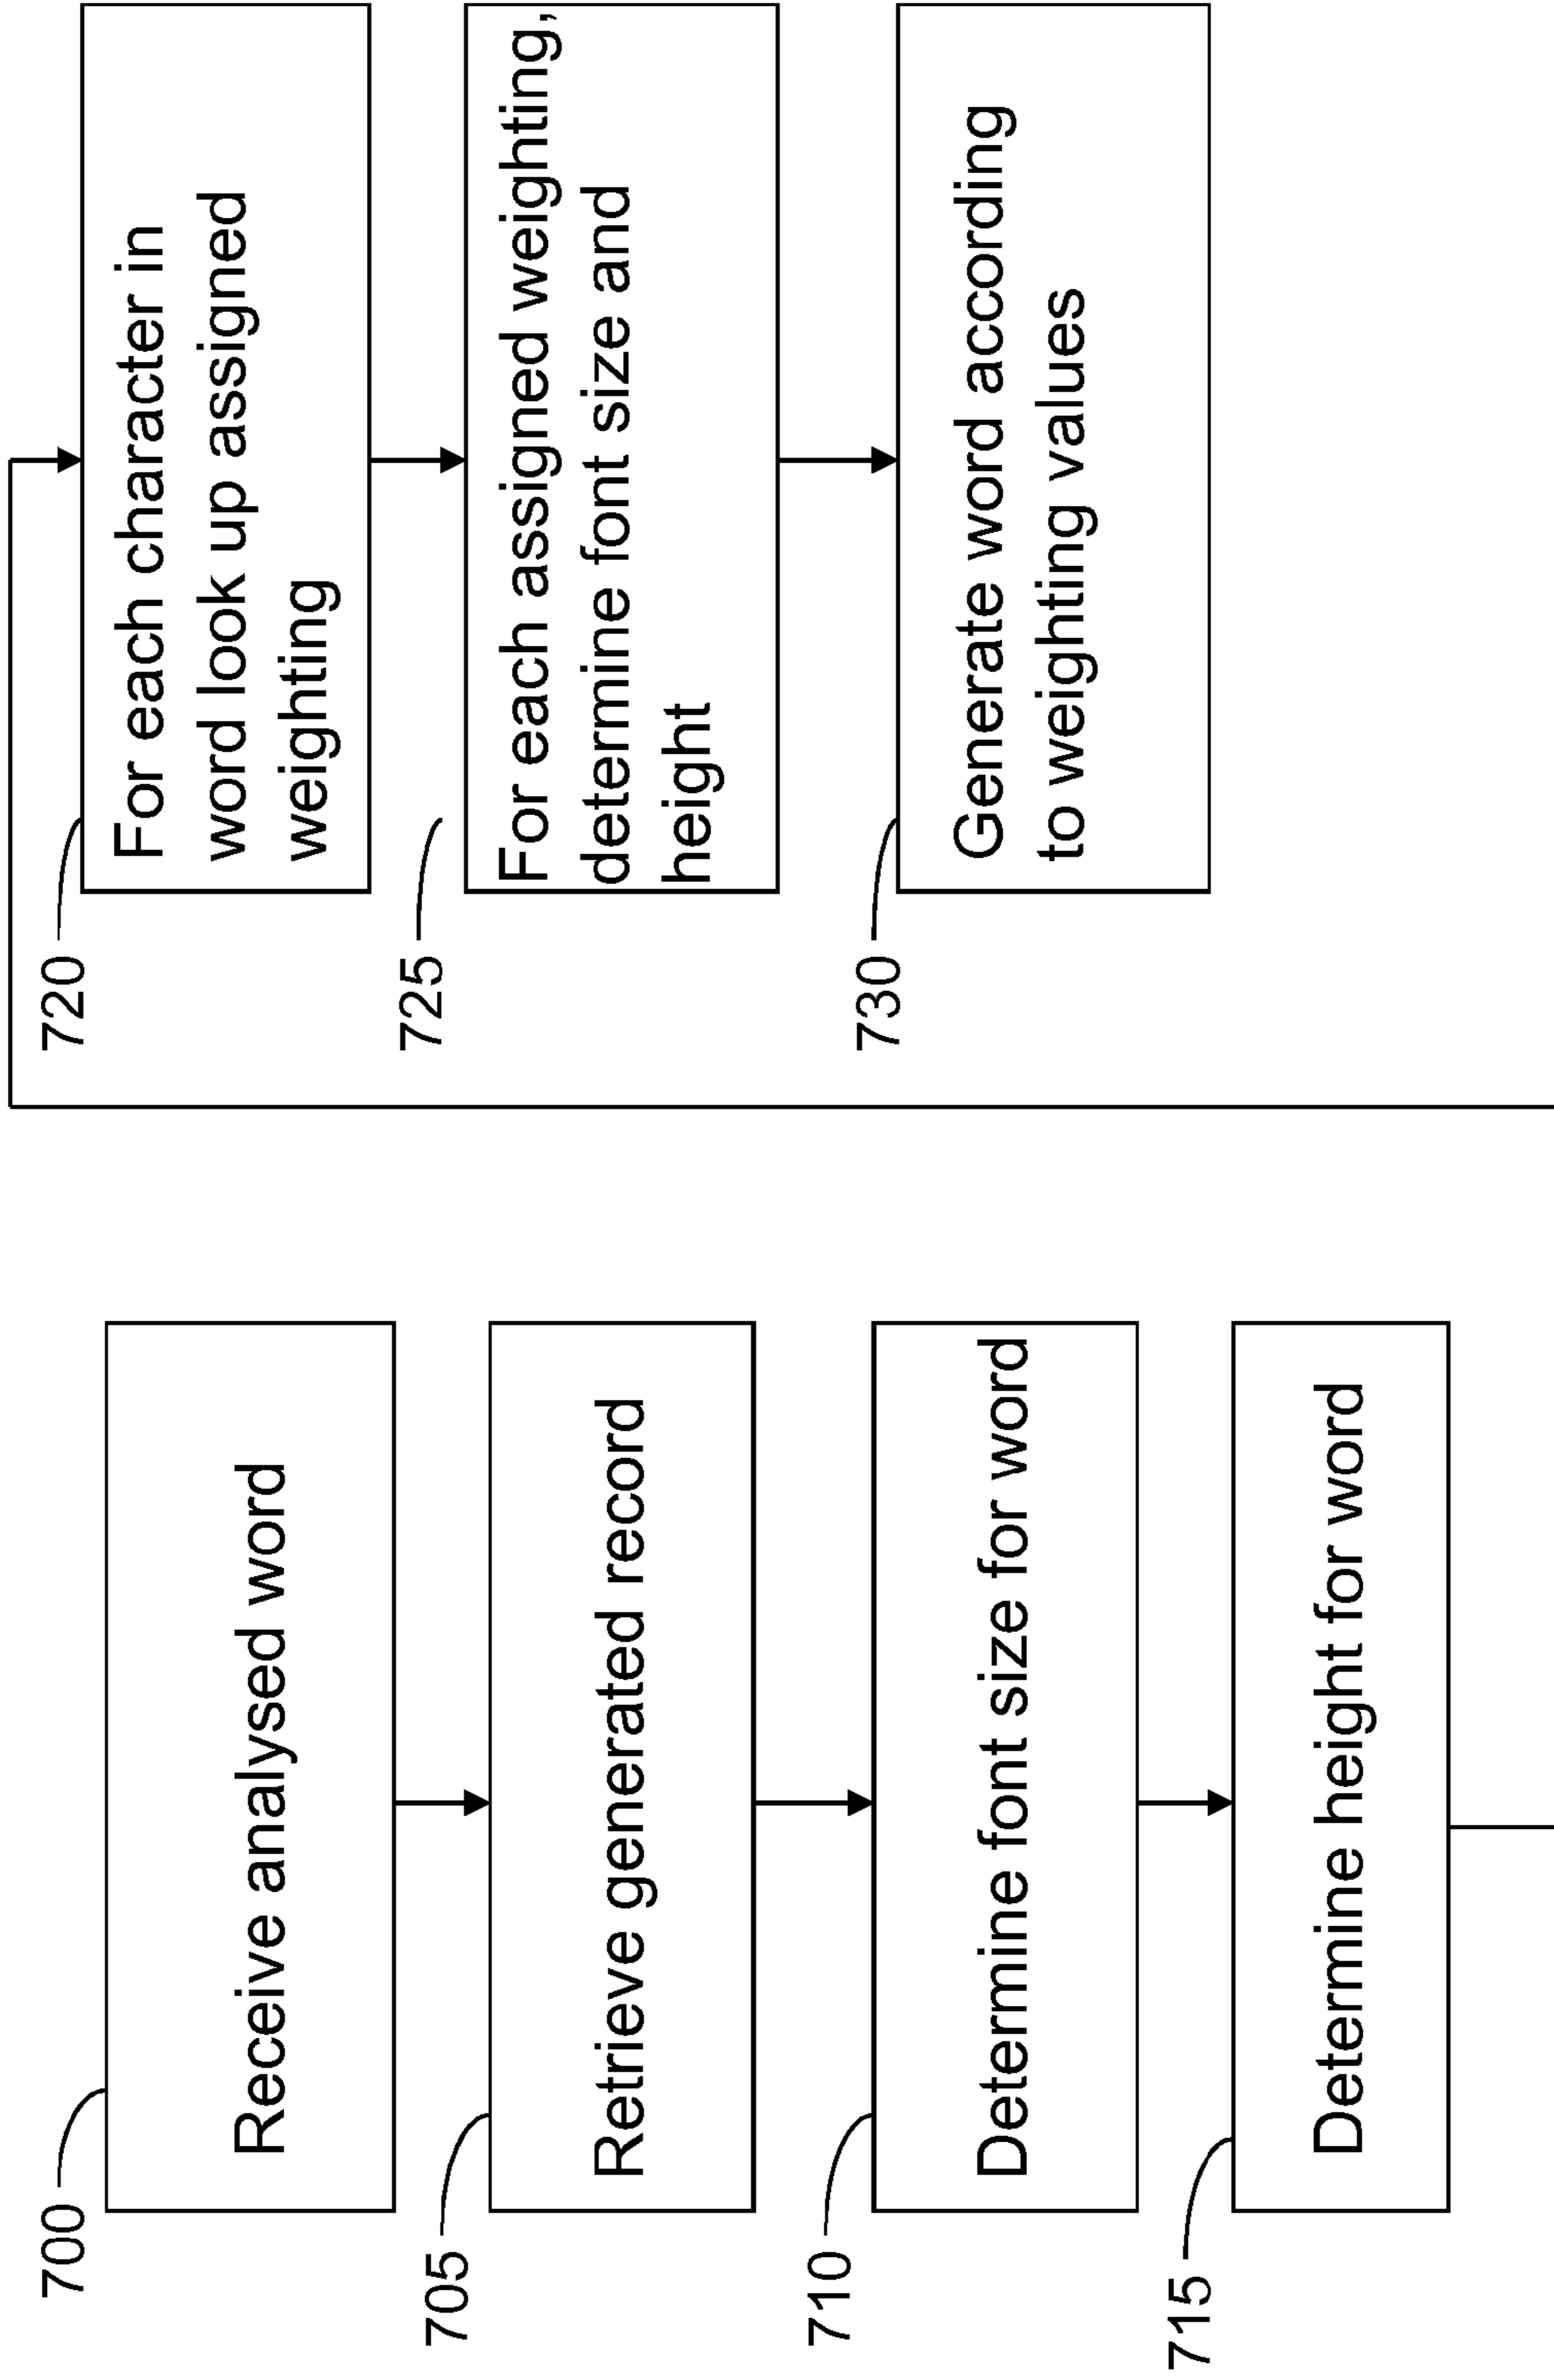 700
Receive analysed word
705
Retrieve generated record
710
Determine font size for word
715
Determine height for word
720
For each character in
word look up assigned
weighting
725
For each assigned weighting,
determine font size and
height
730
Generate word according
to weighting values